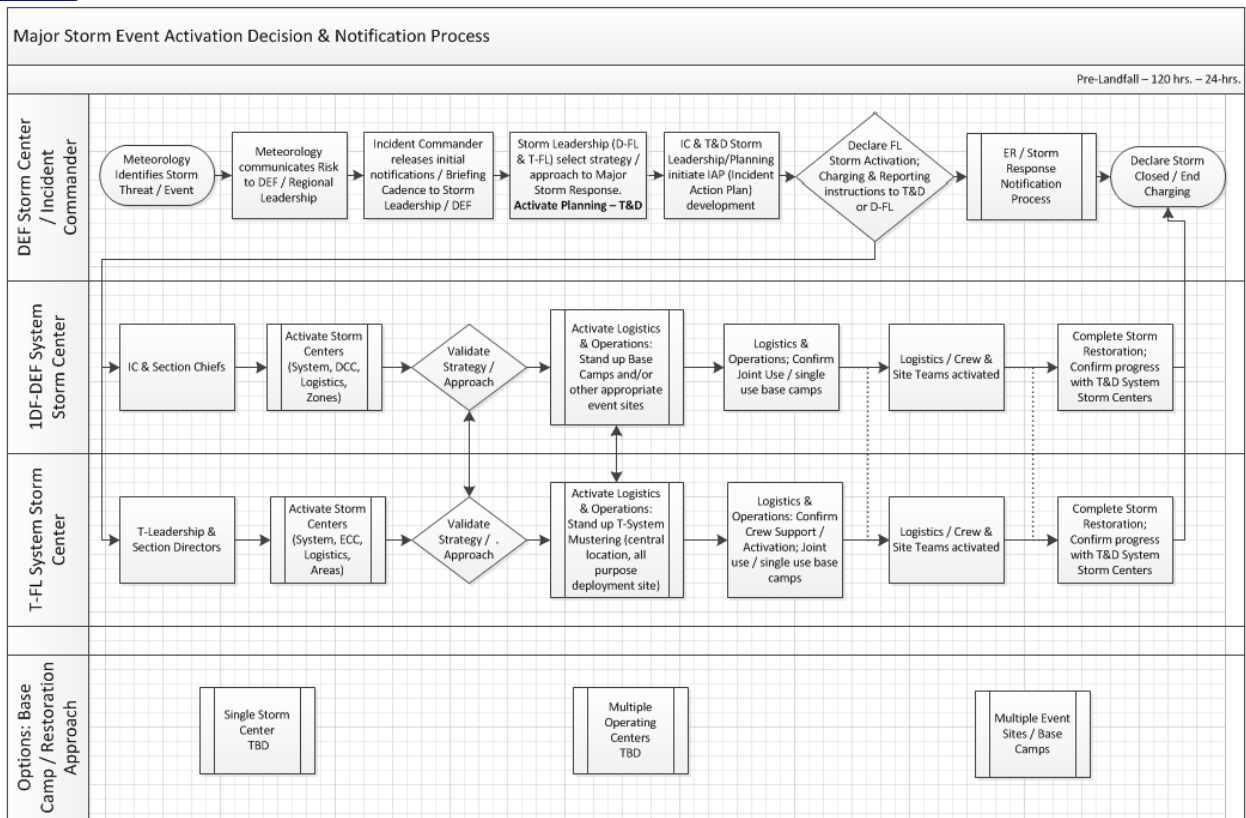 Major Storm Event Activation Decision & Notification Process
Pre-Landfall – 120 hrs. – 24-hrs.
DEF Storm Center
/ Incident
Commander
Meteorology
Identifies Storm
Threat / Event
Meteorology
communicates Risk
to DEF / Regional
Leadership
Incident Commander
releases initial
notifications / Briefing
Cadence to Storm
Leadership / DEF
Storm Leadership (D-FL
& T-FL) select strategy /
approach to Major
Storm Response.
Activate Planning – T&D
IC & T&D Storm
Leadership/Planning
initiate IAP (Incident
Action Plan)
development
Declare FL
Storm Activation;
Charging & Reporting
instructions to T&D
or D-FL
ER / Storm
Response
Notification
Process
Declare Storm
Closed / End
Charging
1DF-DEF System
Storm Center
IC & Section Chiefs
Activate Storm
Centers
(System, DCC,
Logistics,
Zones)
Validate
Strategy /
Approach
Activate Logistics
& Operations:
Stand up Base
Camps and/or
other appropriate
event sites
Logistics &
Operations; Confirm
Joint Use / single
use base camps
Logistics / Crew &
Site Teams activated
Complete Storm
Restoration;
Confirm progress
with T&D System
Storm Centers
T-FL System Storm
Center
T-Leadership &
Section Directors
Activate Storm
Centers
(System, ECC,
Logistics,
Areas)
Validate
Strategy / .
Approach
Activate Logistics
& Operations:
Stand up T-System
Mustering (central
location, all
purpose
deployment site)
Logistics &
Operations: Confirm
Crew Support /
Activation; Joint
use / single use base
camps
Logistics / Crew &
Site Teams activated
Complete Storm
Restoration;
Confirm progress
with T&D System
Storm Centers
Options: Base
Camp / Restoration
Approach
Single Storm
Center
TBD
Multiple
Operating
Centers
TBD
Multiple Event
Sites / Base
Camps